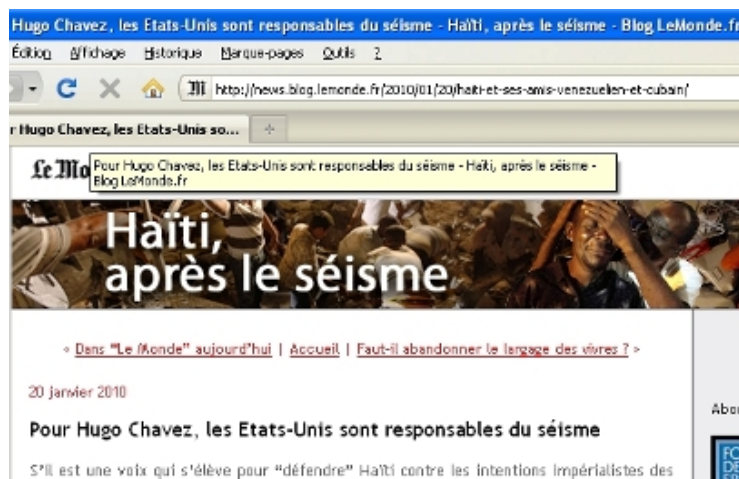 Hugo Chavez, les Etats-Unis sont responsables du séisme - Haïti, après le séisme - Blog LeMonde.fr
Édition Affichage Historique Marque-pages Outils ?
http://news.blog.lemonde.fr/2010/01/20/haiti-et-ses-amis-venezuelien-et-cubain/
r Hugo Chavez, les Etats-Unis so...
Le Mo
Pour Hugo Chavez, les Etats-Unis sont responsables du séisme - Haïti, après le séisme -
Blog LeMonde.fr
Haïti,
après le séisme
« Dans "Le Monde" aujourd'hui | Accueil | Faut-il abandonner le largage des vivres ? »
20 janvier 2010
Pour Hugo Chavez, les Etats-Unis sont responsables du séisme
Abo
S'il est une voix qui s'élève pour "défendre" Haïti contre les intentions impérialistes des
FO
DE